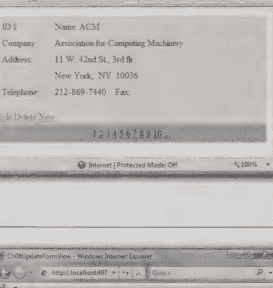 ID 1 Name: ACM
Company: Association for Computing Machinery
Address: 11 W. 42nd St., 3rd flr
New York, NY 10036
Telephone: 212-869-7440 Fax:
Edit Delete New
1 2 3 4 5 6 7 8 9 10 ...
Internet | Protected Mode: Off 100%
Ch08UpdateFormView - Windows Internet Explorer
http://localhost:497